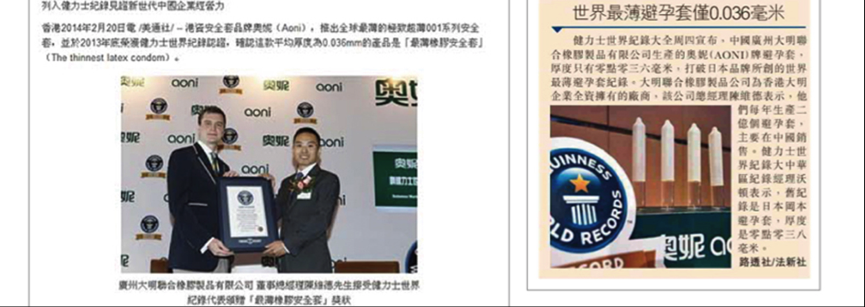 列入健力士紀錄見證新世代中國企業經營力
香港2014年2月20日電 /美通社/ -- 港資安全套品牌奧妮（Aoni），推出全球最薄的極致超薄001系列安全
套，並於2013年底榮獲健力士世界紀錄認證，確認這款平均厚度為0.036mm的產品是「最薄橡膠安全套」
（The thinnest latex condom）。
奧妮
aoni
aoni
奧妮
aoni
奧妮
aoni
奧妮
aoni
廣州大明聯合橡膠製品有限公司 董事總經理陳維德先生接受健力士世界
紀錄代表頒贈「最薄橡膠安全套」獎狀
世界最薄避孕套僅0.036毫米
健力士世界紀錄大全周四宣布，中國廣州大明聯
合橡膠製品有限公司生產的奧妮(AONI)牌避孕套，
厚度只有零點零三六毫米，打破日本品牌所創的世界
最薄避孕套紀錄。大明聯合橡膠製品公司為香港大明
企業全資擁有的廠商，該公司總經理陳維德表示，他
們每年生產二
億個避孕套，
主要在中國銷
售。健力士世
界紀錄大中華
區紀錄經理沃
頓表示，舊紀
錄是日本岡本
避孕套，厚度
是零點零三八
毫米。
路透社/法新社
GUINNESS
WORLD RECORDS
奧妮 ao